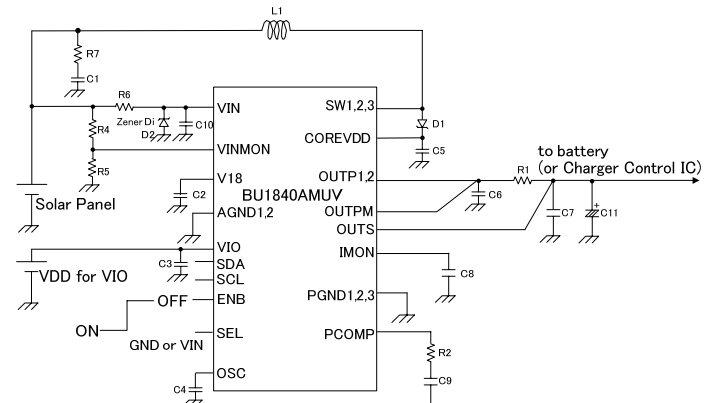 L1
R7
C1
R6
VIN
SW1,2,3
Zener Di
D2
C10
D1
R4
COREVDD
VINMON
C5
to battery
(or Charger Control IC)
R5
OUTP1,2
R1
V18
BU1840AMUV
C2
C6
Solar Panel
OUTPM
AGND1,2
C7
+
C11
OUTS
VIO
IMON
C3
SDA
VDD for VIO
SCL
C8
OFF
ENB
PGND1,2,3
ON
SEL
PCOMP
GND or VIN
R2
OSC
C4
C9